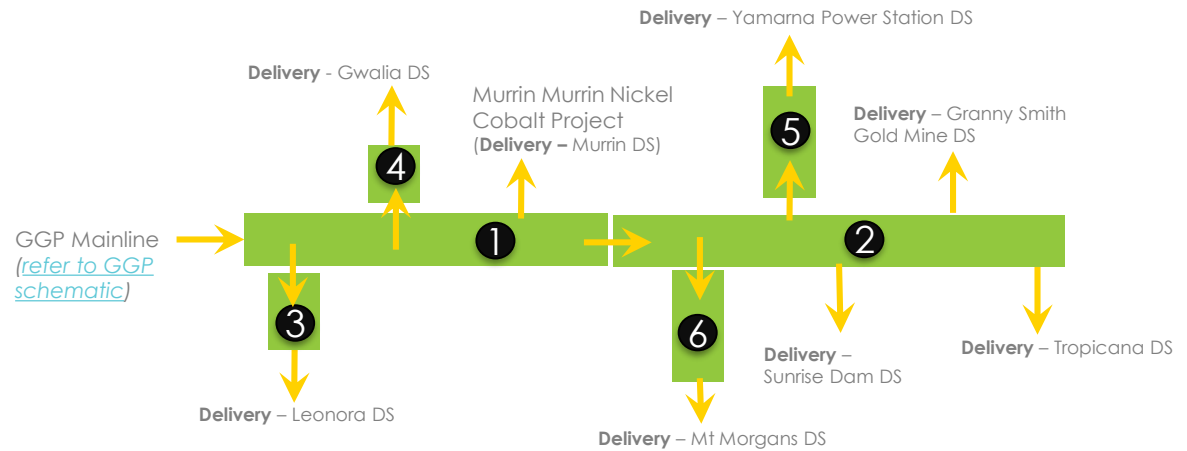 Delivery – Yamarna Power Station DS
Delivery - Gwalia DS
Murrin Murrin Nickel
Cobalt Project
(Delivery – Murrin DS)
Delivery – Granny Smith
Gold Mine DS
5
4
GGP Mainline
(refer to GGP
schematic)
1
2
3
6
Delivery –
Sunrise Dam DS
Delivery – Tropicana DS
Delivery – Leonora DS
Delivery – Mt Morgans DS